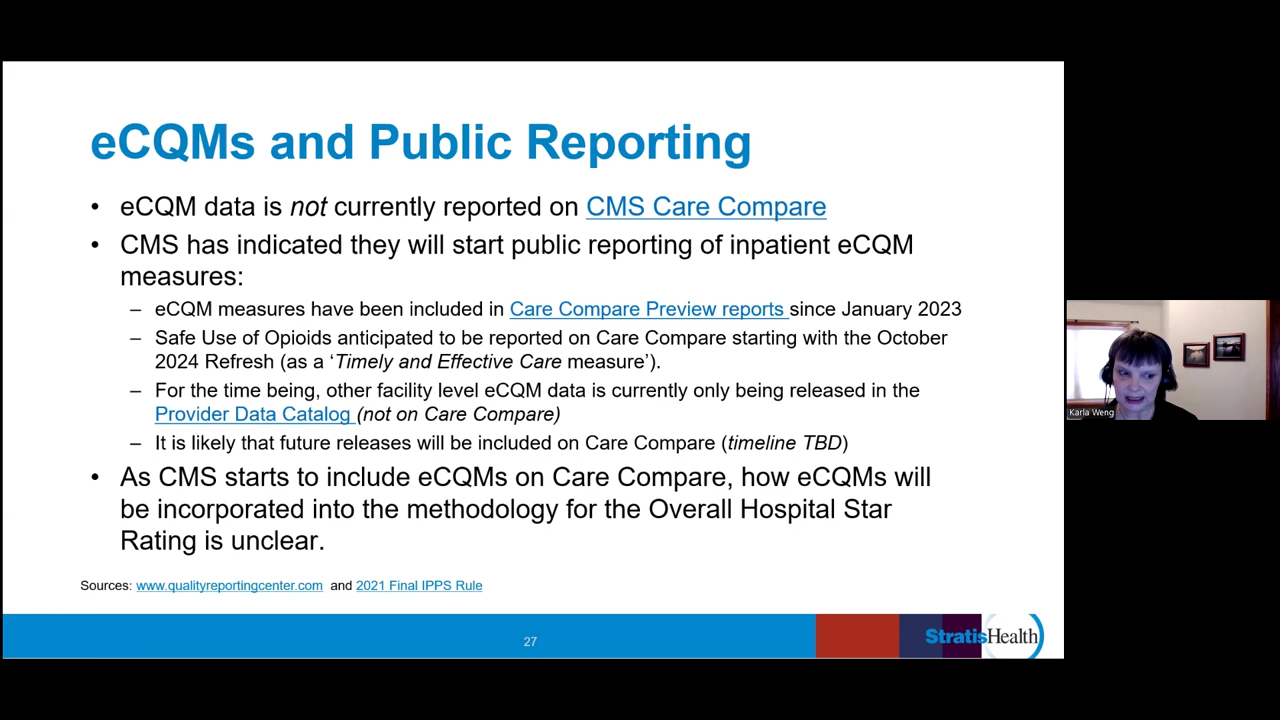 eCQMs and Public Reporting
• eCQM data is not currently reported on CMS Care Compare
• CMS has indicated they will start public reporting of inpatient eCQM
measures:
– eCQM measures have been included in Care Compare Preview reports since January 2023
– Safe Use of Opioids anticipated to be reported on Care Compare starting with the October
2024 Refresh (as a ‘Timely and Effective Care measure’).
– For the time being, other facility level eCQM data is currently only being released in the
Provider Data Catalog (not on Care Compare)
– It is likely that future releases will be included on Care Compare (timeline TBD)
• As CMS starts to include eCQMs on Care Compare, how eCQMs will
be incorporated into the methodology for the Overall Hospital Star
Rating is unclear.
Sources: www.qualityreportingcenter.com and 2021 Final IPPS Rule
27
StratisHealth
Karla Weng